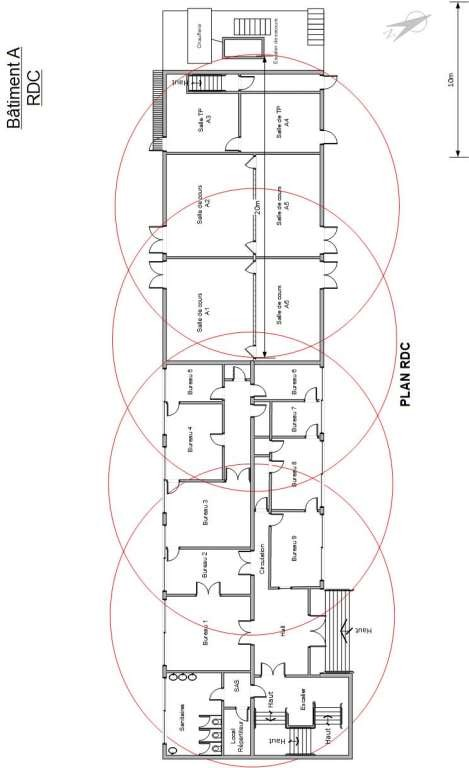 Bâtiment A
RDC
Chaufferie
Escalier de secours
N
10m
Haut
Salle TP
A3
Salle de TP
A4
Salle de cours
A2
20m
Salle de cours
A5
Salle de cours
A1
Salle de cours
A6
PLAN RDC
Bureau 5
Bureau 6
Bureau 4
Bureau 7
Bureau 3
Bureau 8
Bureau 2
Circulation
Bureau 9
Bureau 1
Hall
Haut
Sanitaires
SAS
Local
Répartiteur
Escalier
Haut
Haut
Haut